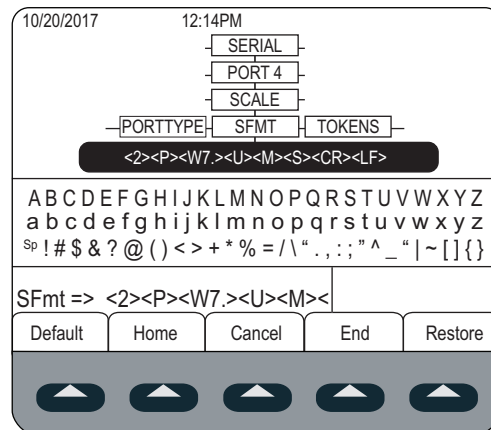 10/20/2017 12:14PM
SERIAL
PORT 4
SCALE
PORTTYPE SFMT TOKENS
<2><P><W7.><U><M><S><CR><LF>
A B C D E F G H I J K L M N O P Q R S T U V W X Y Z
a b c d e f g h i j k l m n o p q r s t u v w x y z
Sp ! # $ & ? @ ( ) < > + * % = / \ “ . , : ; ” ^ _ “ | ~ [ ] { }
SFmt => <2><P><W7.><U><M><
Default Home Cancel End Restore